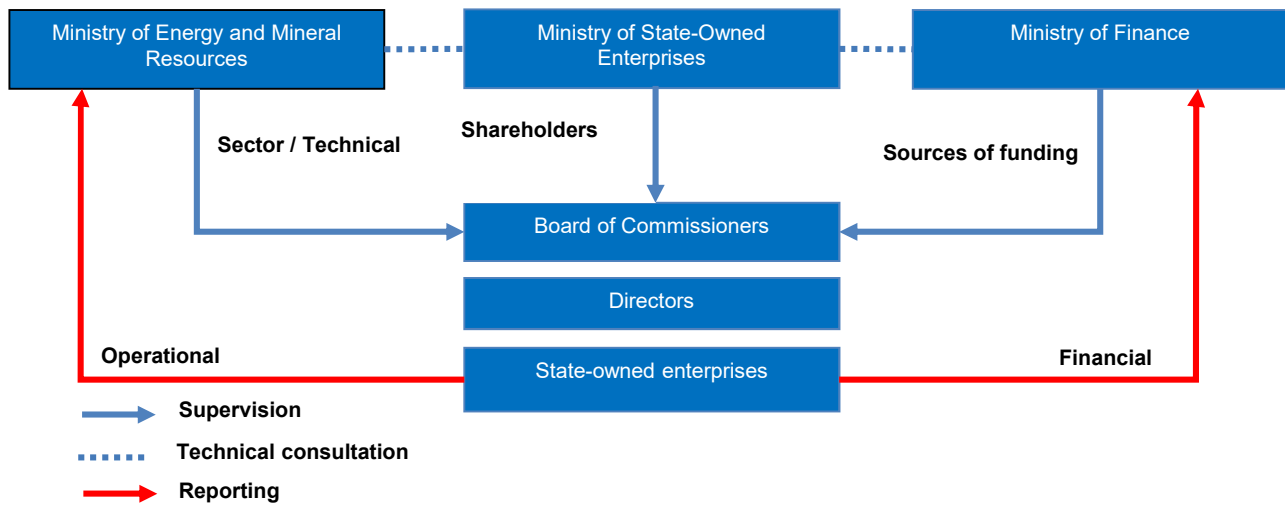 Ministry of Energy and Mineral
Resources
Ministry of State-Owned
Enterprises
Ministry of Finance
Sector / Technical
Shareholders
Sources of funding
Board of Commissioners
Directors
Operational
State-owned enterprises
Financial
Supervision
Technical consultation
Reporting